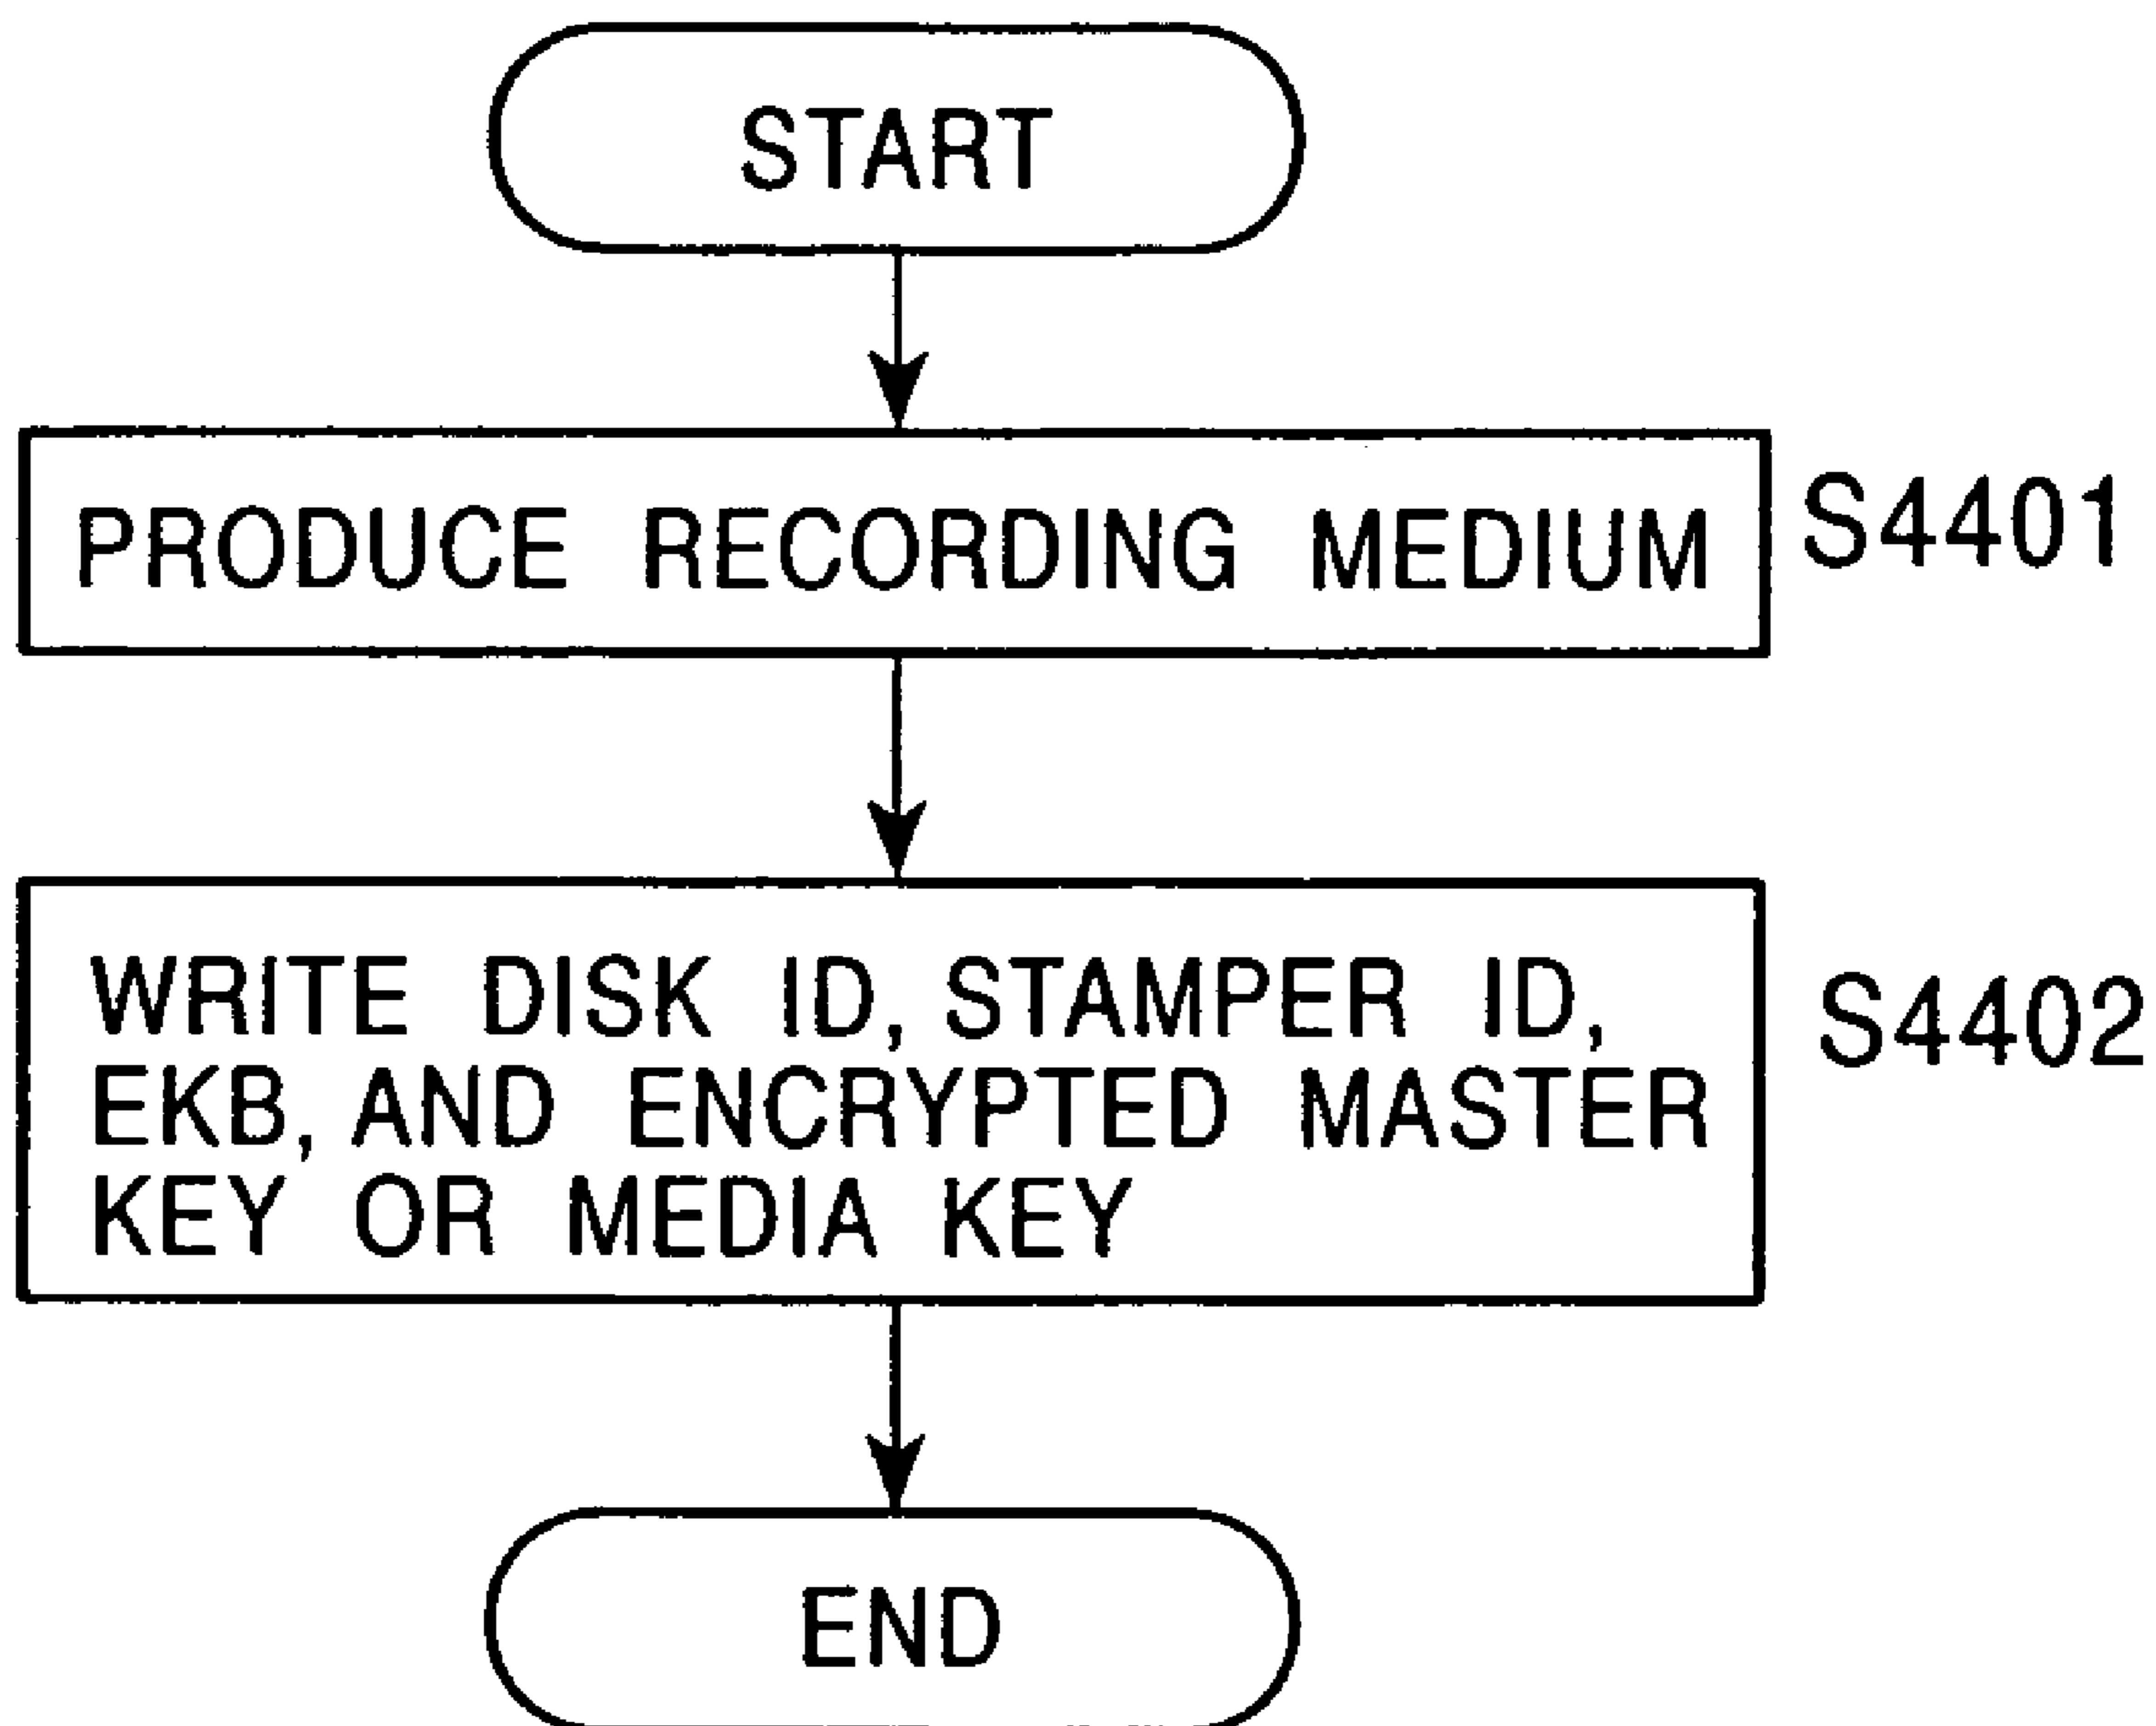 START
PRODUCE RECORDING MEDIUM
S4401
WRITE DISK ID, STAMPER ID,
EKB, AND ENCRYPTED MASTER
KEY OR MEDIA KEY
S4402
END